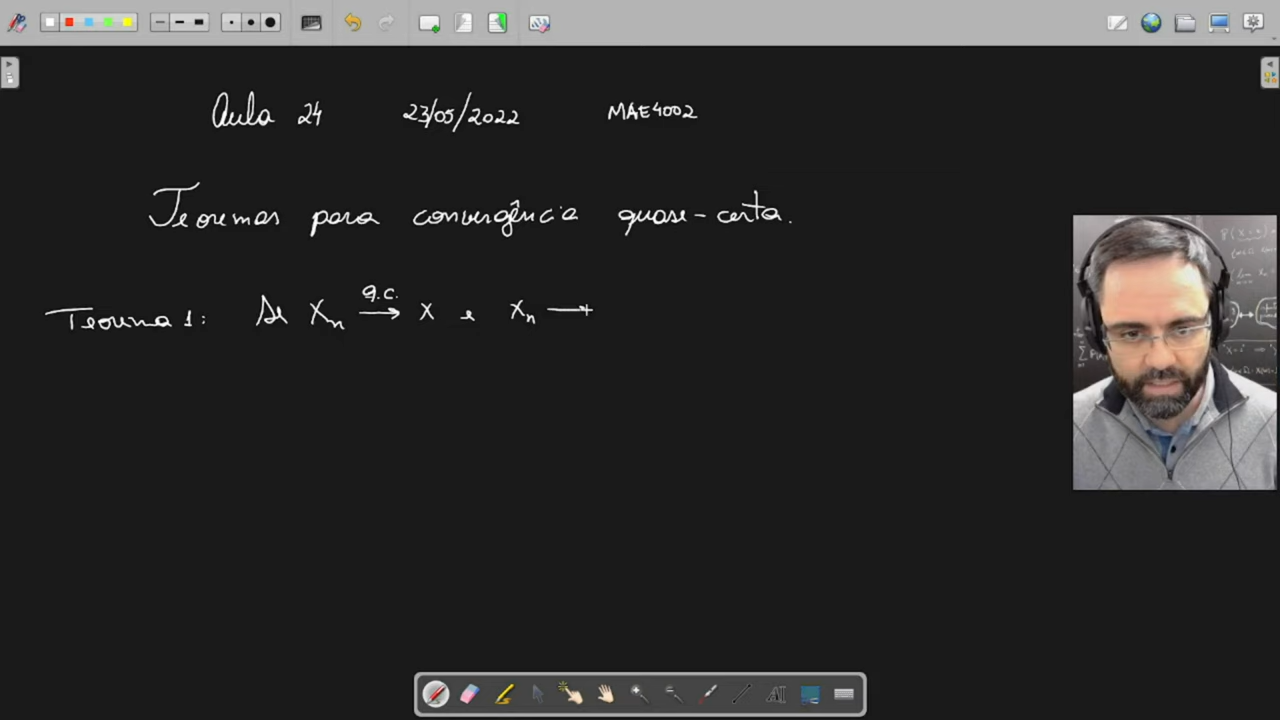 Aula 24 23/05/2022 MAE4002
Teoremas para convergência quase-certa.
Teorema 1: Se Xn q.c.→ X e Xn →